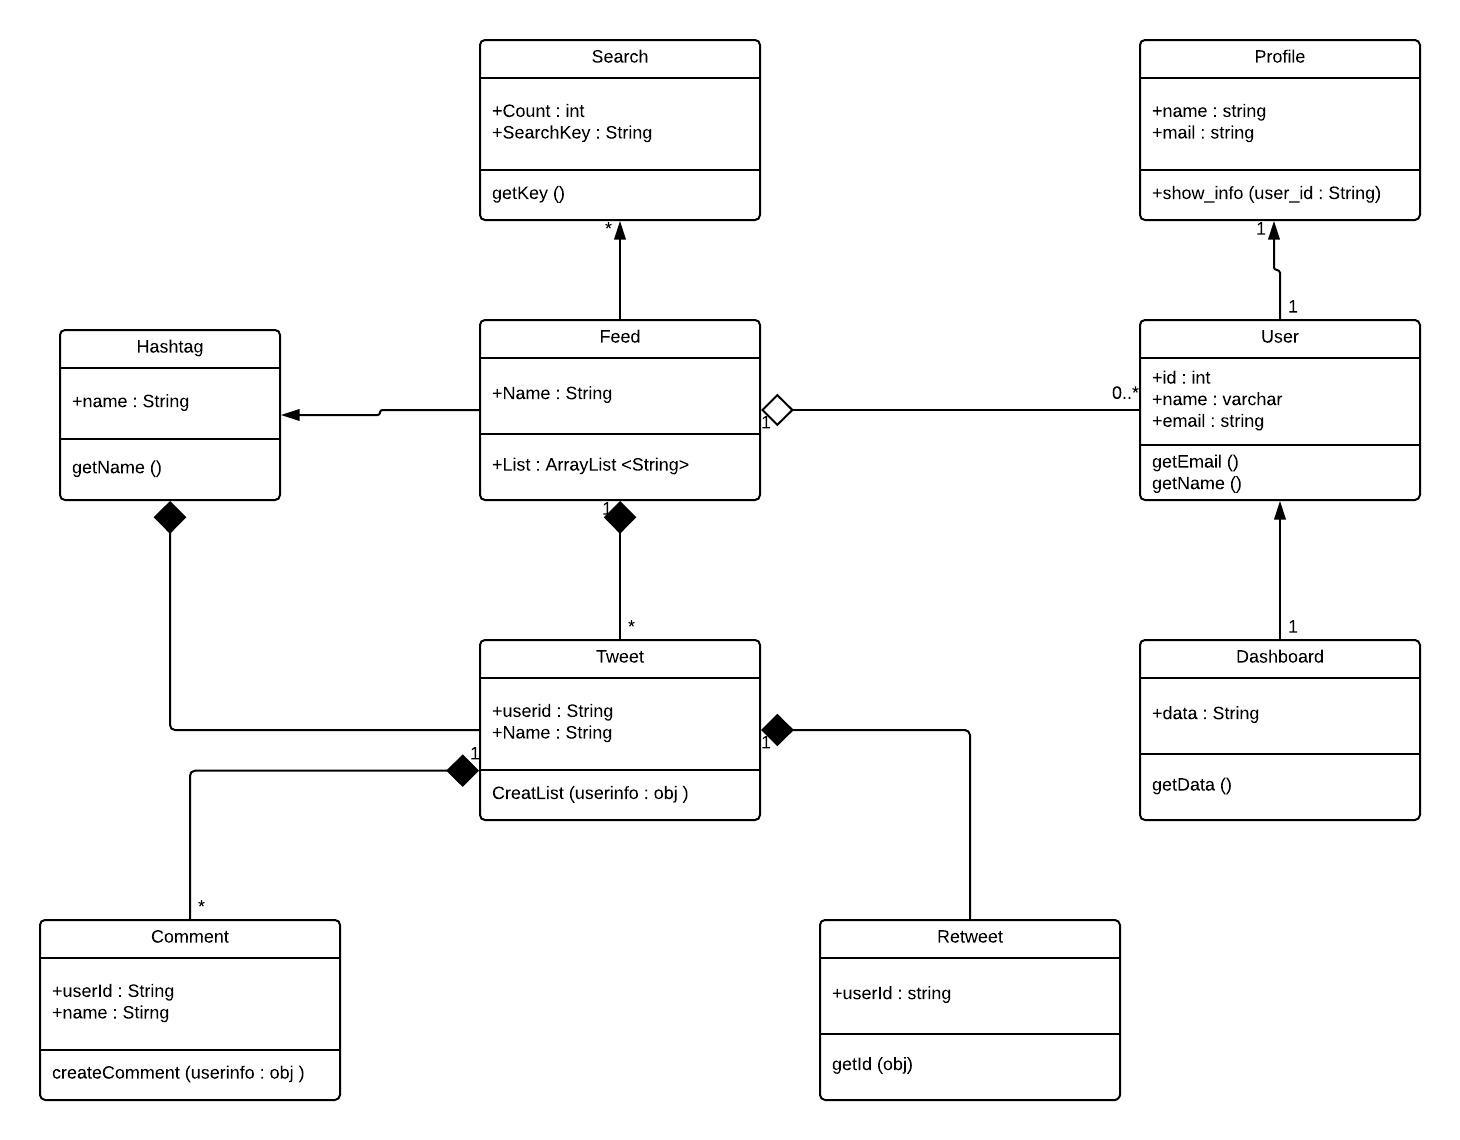 Search
+Count : int
+SearchKey : String
getKey ()
*
Profile
+name : string
+mail : string
+show_info (user_id : String)
1
1
Hashtag
+name : String
getName ()
Feed
+Name : String
+List : ArrayList <String>
1
0..*
1
User
+id : int
+name : varchar
+email : string
getEmail ()
getName ()
*
1
Tweet
+userid : String
+Name : String
CreatList (userinfo : obj )
1
1
Dashboard
+data : String
getData ()
*
Comment
+userId : String
+name : Stirng
createComment (userinfo : obj )
Retweet
+userId : string
getId (obj)